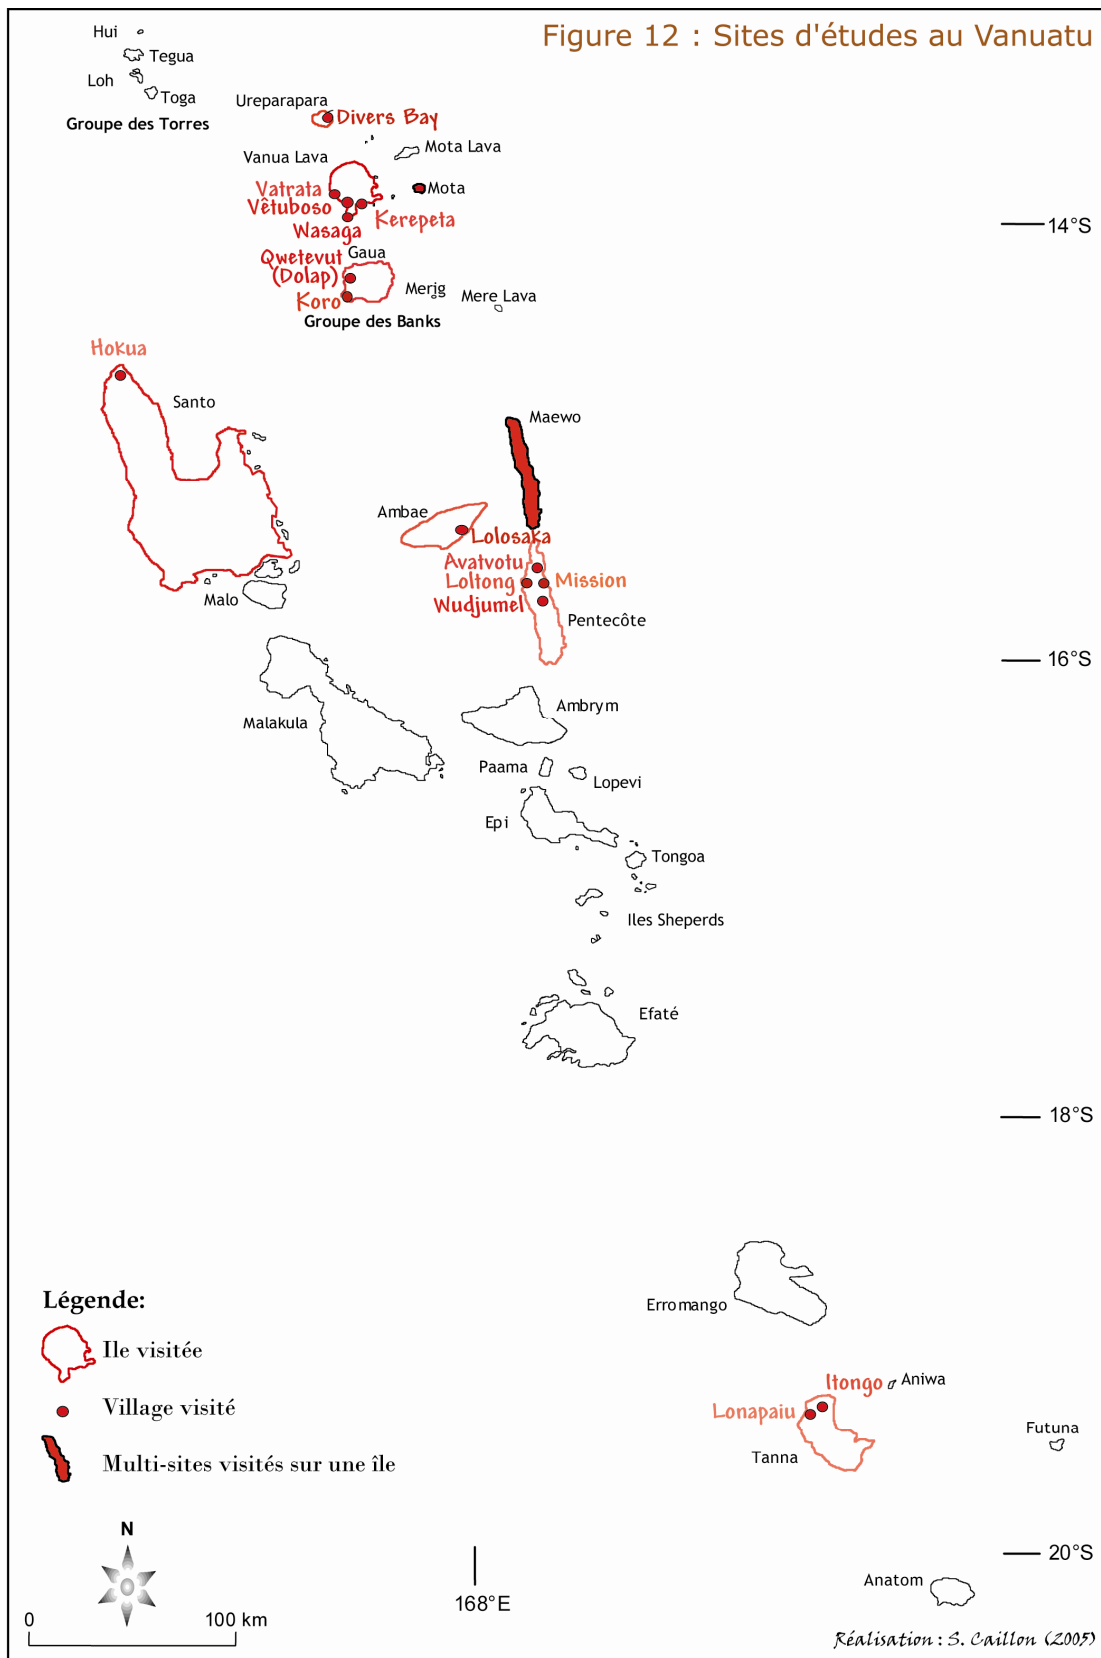 Figure 12 : Sites d'études au Vanuatu
Hui
Tegua
Loh
Toga
Groupe des Torres
Ureparapara
Divers Bay
Mota Lava
Vanua Lava
Vatrata
Mota
Vêtuboso
Kerepeta
Wasaga
14°S
Qwetevut
(Dolap)
Gaua
Koro
Merig
Mere Lava
Groupe des Banks
Hokua
Santo
Maewo
Ambae
Lolosaka
Avatvotu
Loltong
Mission
Malo
Wudjumel
Pentecôte
16°S
Malakula
Ambrym
Paama
Lopevi
Epi
Tongoa
Iles Sheperds
Efaté
18°S
Erromango
Itongo
Aniwa
Lonapaiu
Tanna
Futuna
Légende:
Ile visitée
Village visité
Multi-sites visités sur une île
N
0
100 km
168°E
20°S
Anatom
Réalisation : S. Caillon (2005)